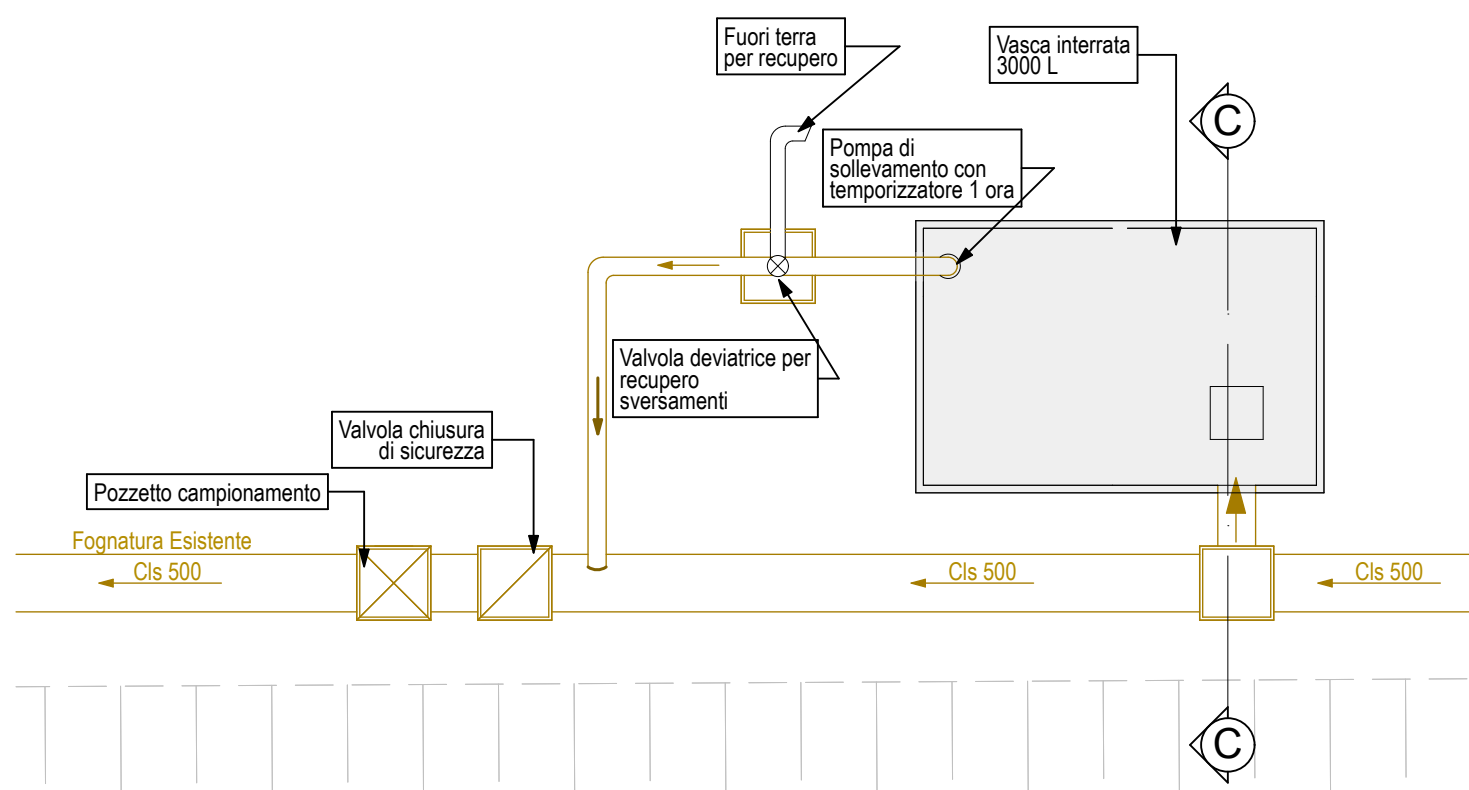 Fuori terra
per recupero
Vasca interrata
3000 L
C
Pompa di
sollevamento con
temporizzatore 1 ora
Valvola deviatrice per
recupero
sversamenti
Valvola chiusura
di sicurezza
Pozzetto campionamento
Fognatura Esistente
Cls 500
Cls 500
Cls 500
C